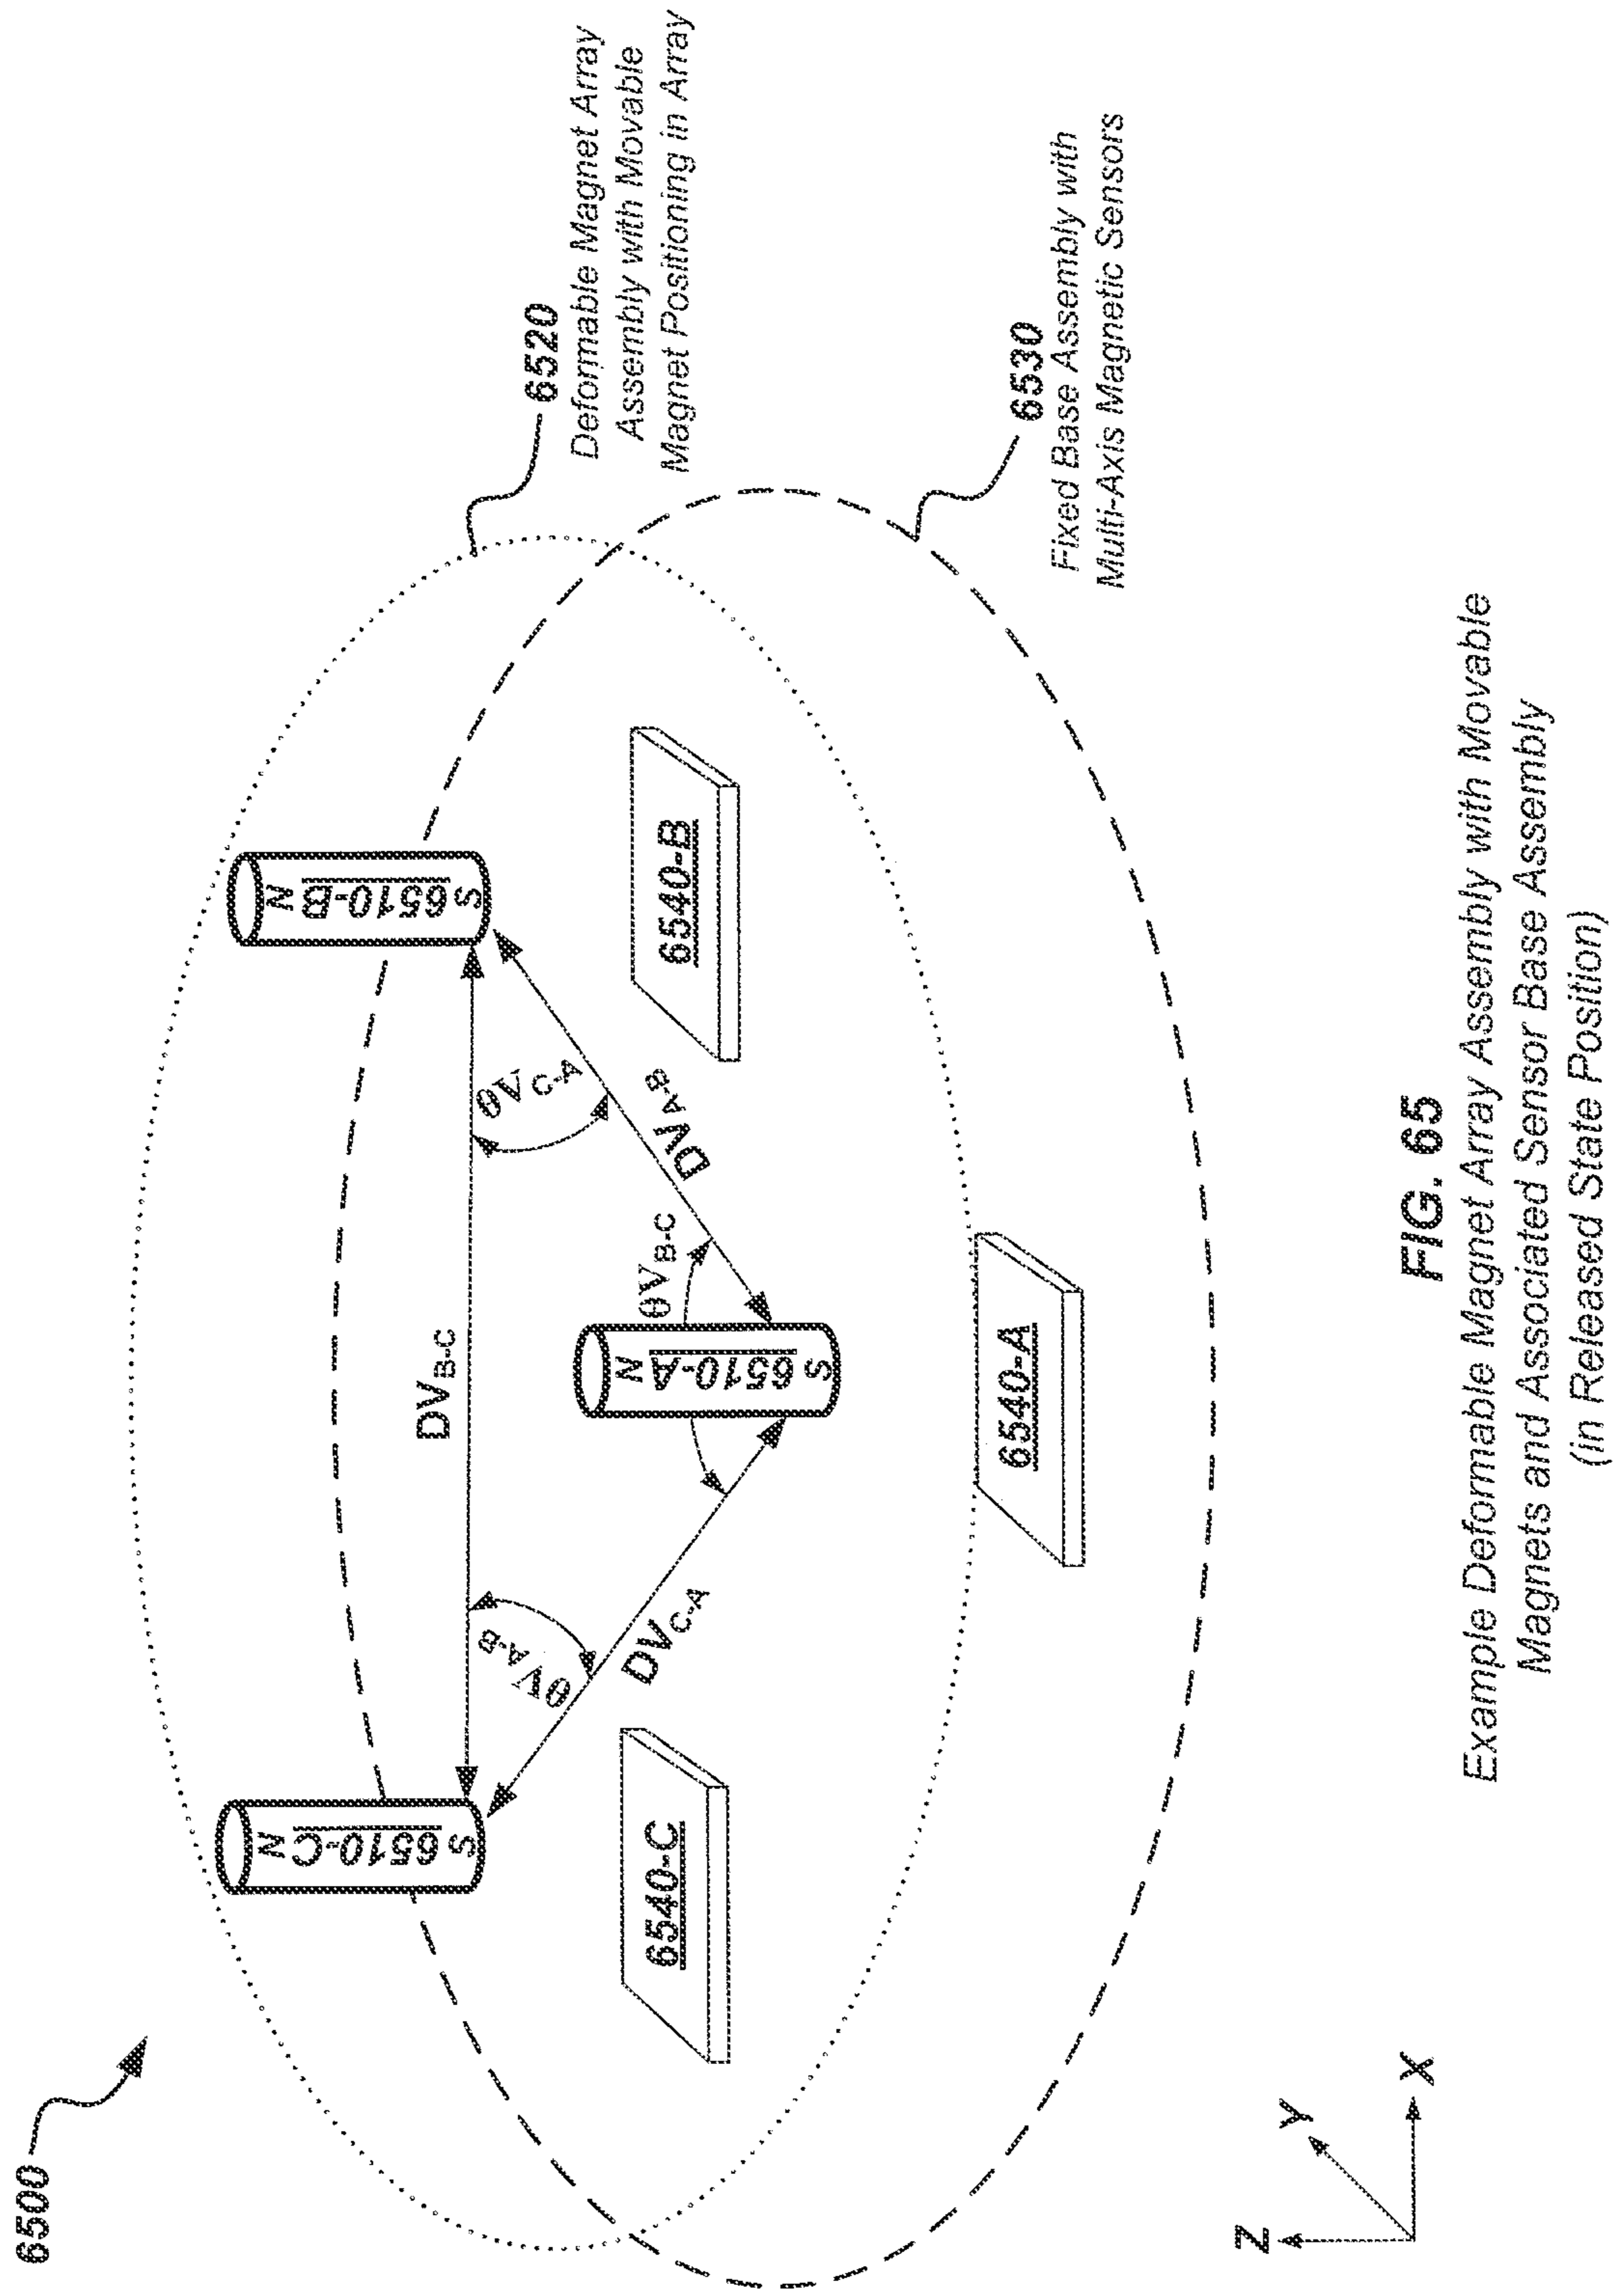 6500
6520
Deformable Magnet Array
Assembly with Movable
Magnet Positioning in Array
6530
Fixed Base Assembly with
Multi-Axis Magnetic Sensors
N
6510-C
S
DVB-C
N
6510-B
S
θVA-B
θVC-A
DVC-A
DVA-B
θVB-C
N
6510-A
S
6540-C
6540-B
6540-A
Z
Y
X
FIG. 65
Example Deformable Magnet Array Assembly with Movable
Magnets and Associated Sensor Base Assembly
(in Released State Position)